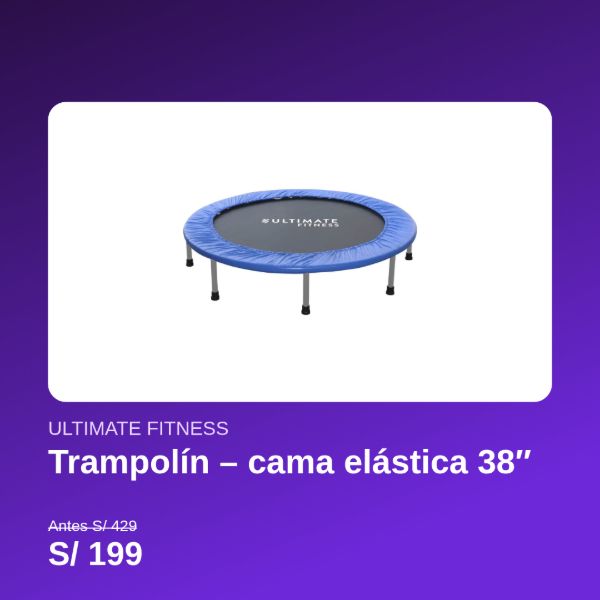 ULTIMATE
FITNESS
ULTIMATE FITNESS
Trampolín – cama elástica 38″
Antes S/ 429
S/ 199